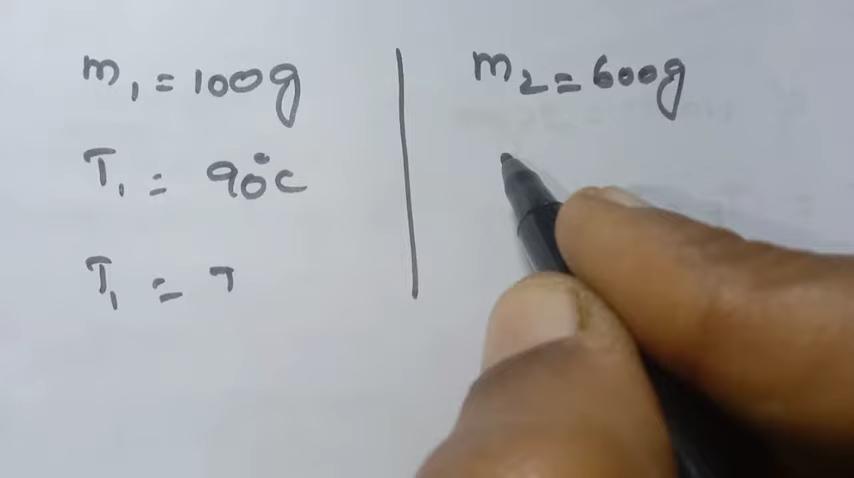 m₁ = 100g
T₁ = 90°C
T₁ = T
m₂ = 600g